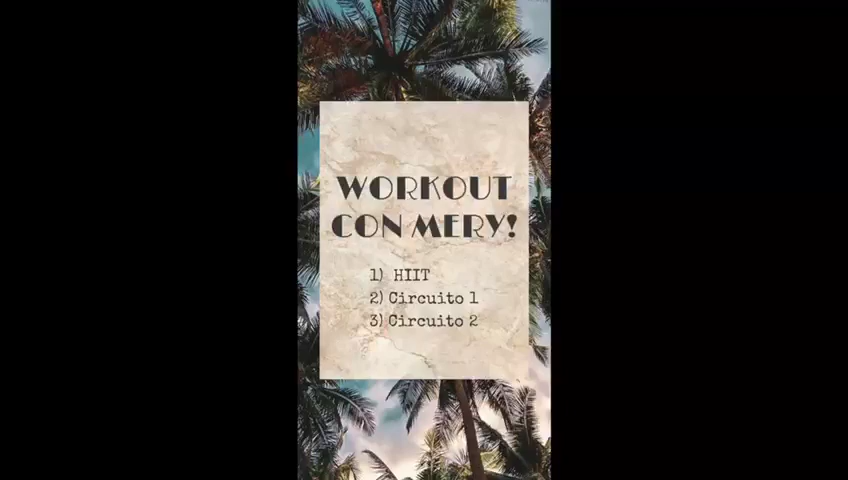 WORKOUT
CON MERY!
1) HIIT
2) Circuito 1
3) Circuito 2